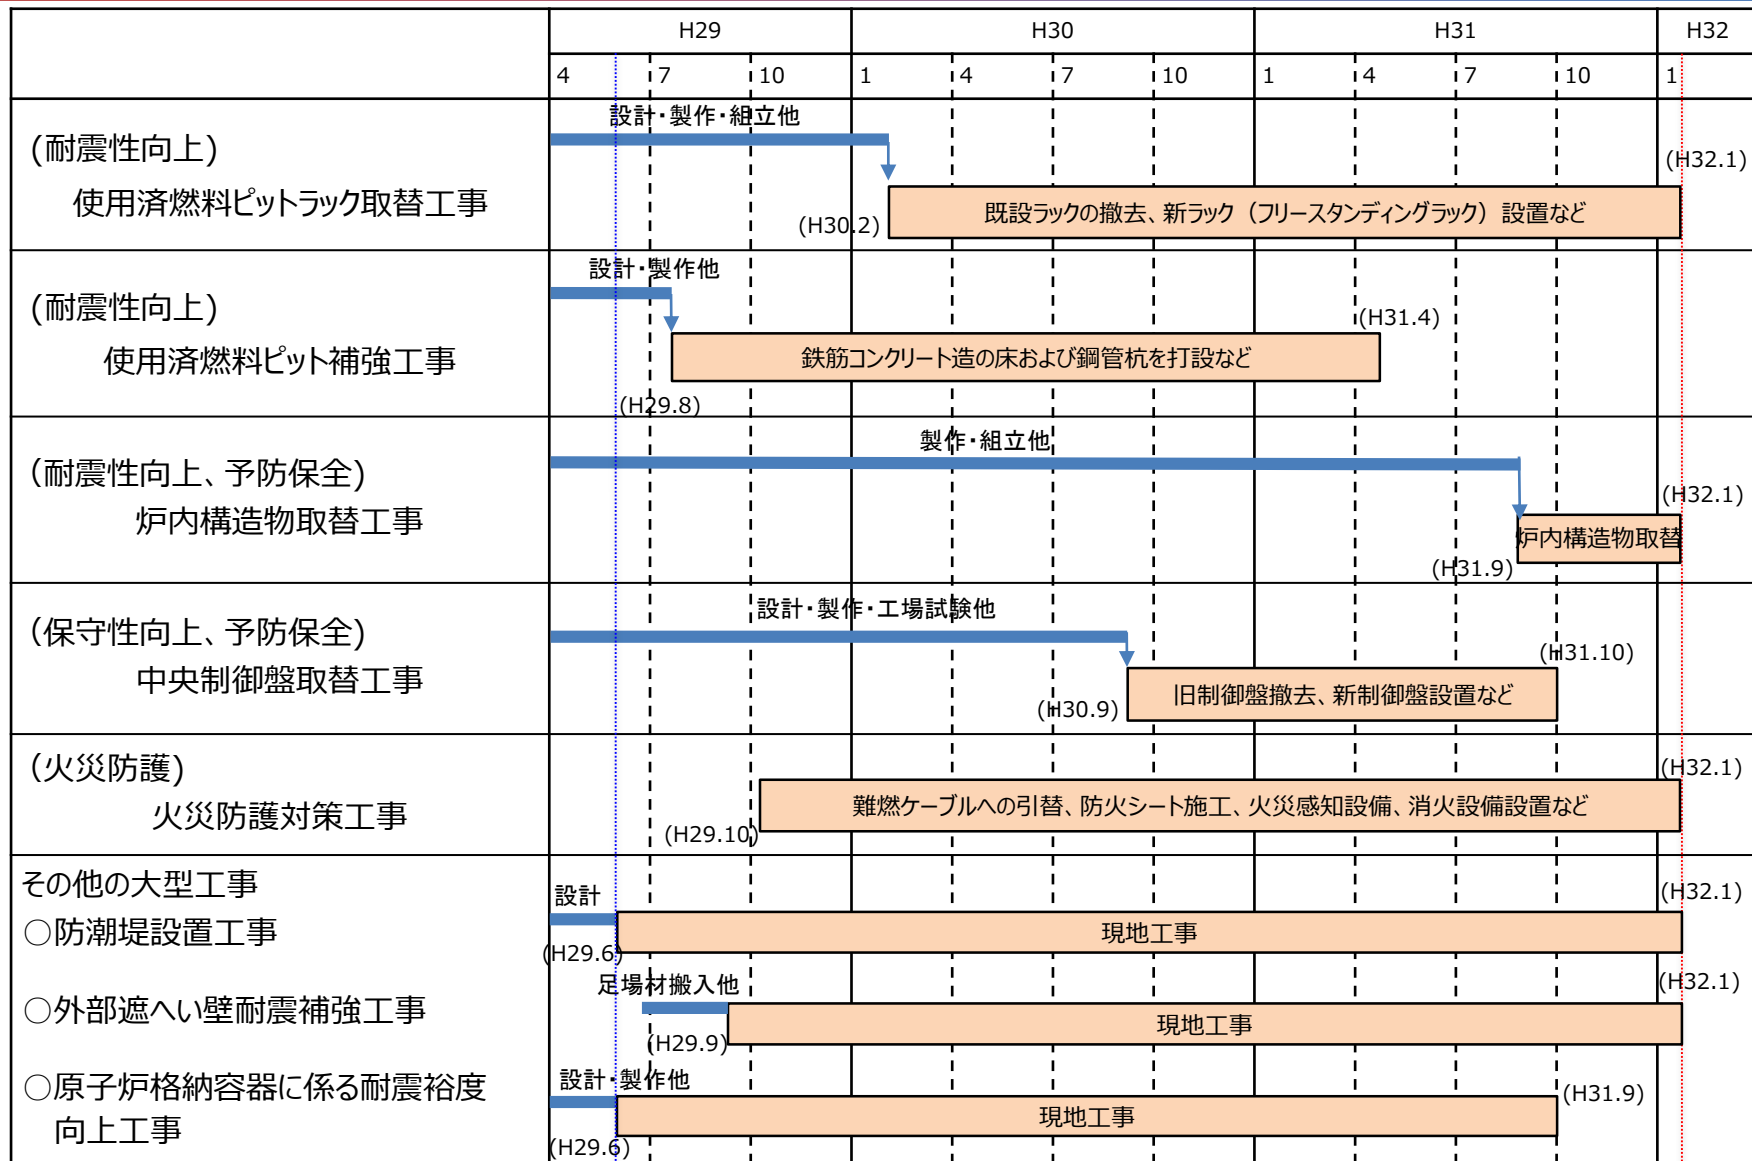 H29 H30 H31 H32
4 7 10 1 4 7 10 1 4 7 10 1
設計・製作・組立他
(耐震性向上)
(H32.1)
使用済燃料ピットラック取替工事
既設ラックの撤去、新ラック（フリースタンディングラック）設置など
(H30.2)
設計・製作他
(耐震性向上)
(H31.4)
使用済燃料ピット補強工事
鉄筋コンクリート造の床および鋼管杭を打設など
(H29.8)
製作・組立他
(耐震性向上、予防保全)
(H32.1)
炉内構造物取替工事
炉内構造物取替
(H31.9)
設計・製作・工場試験他
(保守性向上、予防保全)
(H31.10)
中央制御盤取替工事
旧制御盤撤去、新制御盤設置など
(H30.9)
(火災防護)
(H32.1)
火災防護対策工事
難燃ケーブルへの引替、防火シート施工、火災感知設備、消火設備設置など
(H29.10)
その他の大型工事
設計
(H32.1)
○防潮堤設置工事
現地工事
(H29.6)
足場材搬入他
(H32.1)
○外部遮へい壁耐震補強工事
現地工事
(H29.9)
設計・製作他
○原子炉格納容器に係る耐震裕度
(H31.9)
現地工事
向上工事
(H29.6)